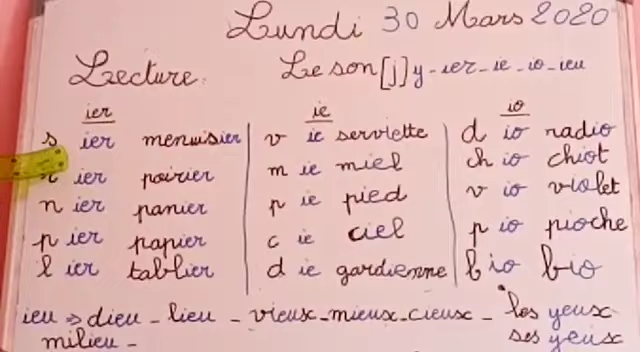 Lundi 30 Mars 2020
Lecture. Le son [j] y - ier - ie - io - ieu
ier ie io
s ier menuisier v ie serviette d io radio
ier poirier m ie miel ch io chiot
n ier panier p ie pied v io violet
p ier papier c ie ciel p io pioche
l ier tablier d ie gardienne b io bio
ieu => dieu - lieu - vieux - mieux - cieux - les yeux
milieu - ses yeux